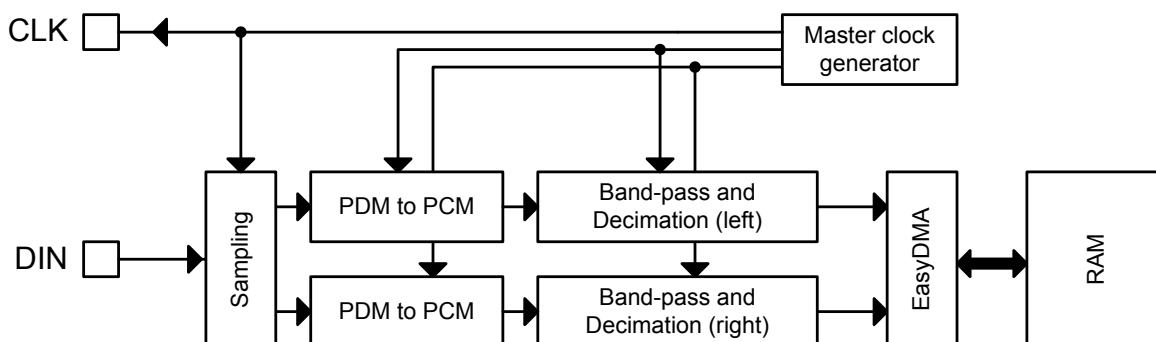 CLK
Master clock
generator
DIN
Sampling
PDM to PCM
Band-pass and
Decimation (left)
PDM to PCM
Band-pass and
Decimation (right)
EasyDMA
RAM